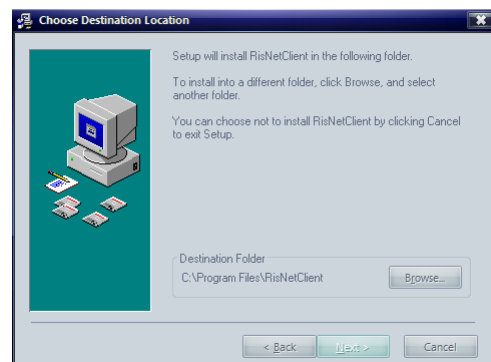 Choose Destination Location
Setup will install RisNetClient in the following folder.
To install into a different folder, click Browse, and select
another folder.
You can choose not to install RisNetClient by clicking Cancel
to exit Setup.
Destination Folder
C:\Program Files\RisNetClient
Browse...
< Back
Next >
Cancel